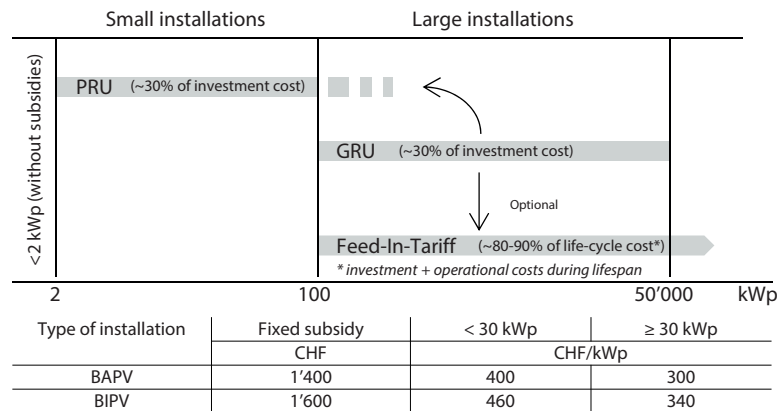 Small installations Large installations
<2 kWp (without subsidies)
PRU (~30% of investment cost)
GRU (~30% of investment cost)
Optional
Feed-In-Tariff (~80-90% of life-cycle cost*)
* investment + operational costs during lifespan
2 100 50’000 kWp
Type of installation Fixed subsidy < 30 kWp ≥ 30 kWp
CHF CHF/kWp
BAPV 1’400 400 300
BIPV 1’600 460 340